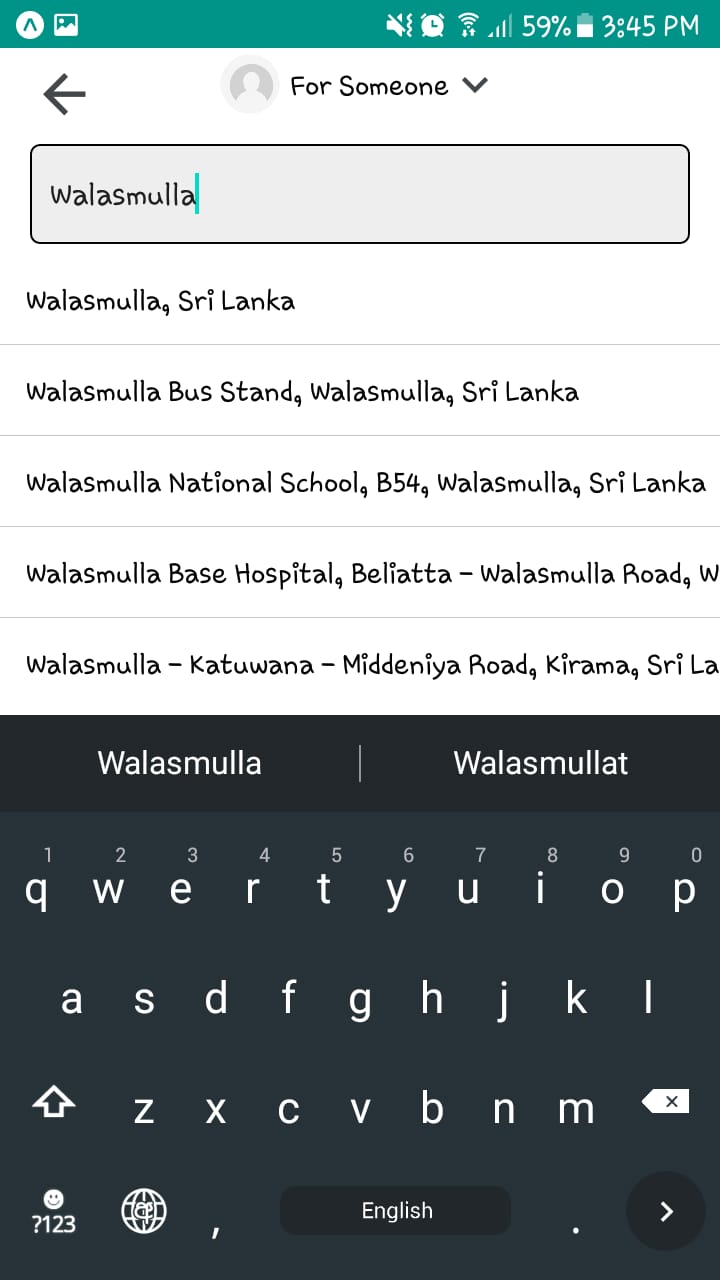 59% 3:45 PM
For Someone
Walasmulla
Walasmulla, Sri Lanka
Walasmulla Bus Stand, Walasmulla, Sri Lanka
Walasmulla National School, B54, Walasmulla, Sri Lanka
Walasmulla Base Hospital, Beliatta - Walasmulla Road, W
Walasmulla - Katuwana - Middeniya Road, Kirama, Sri La
Walasmulla Walasmullat
1 2 3 4 5 6 7 8 9 0
q w e r t y u i o p
a s d f g h j k l
z x c v b n m
?123 , English .